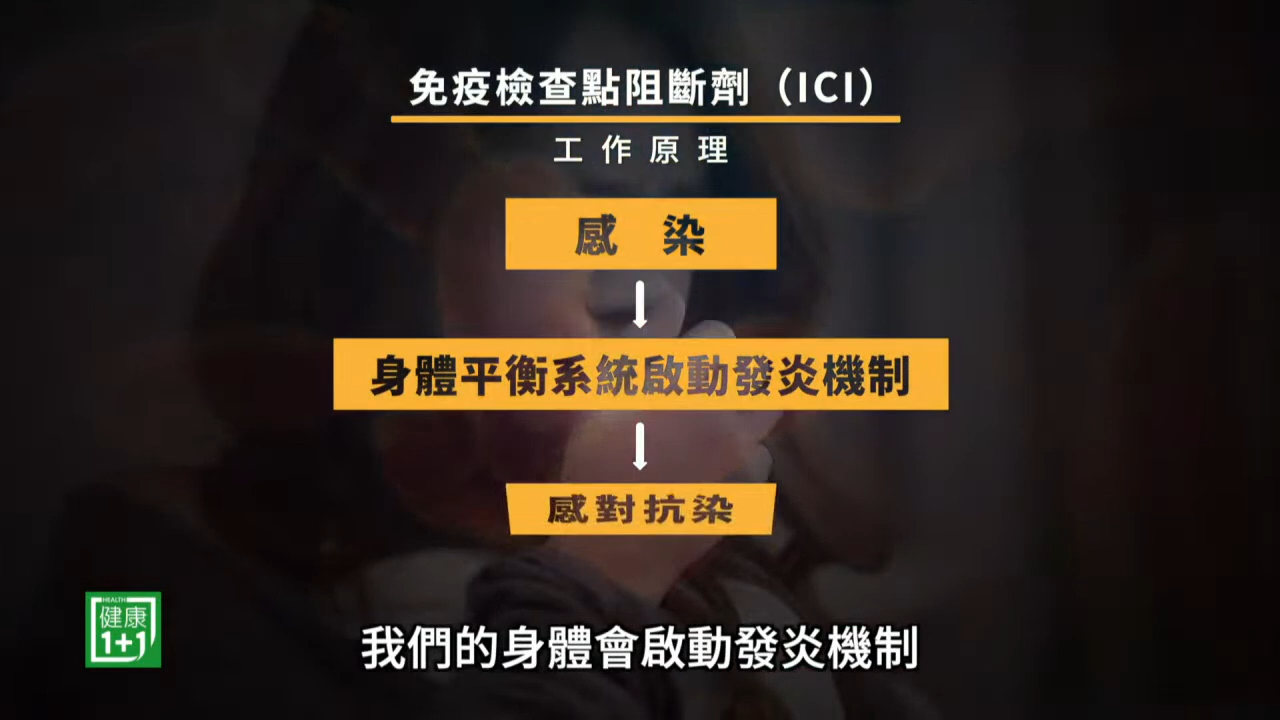 免疫檢查點阻斷劑（ICI）
工作原理
感 染
身體平衡系統啟動發炎機制
感對抗染
HEALTH
健康
1+1
我們的身體會啟動發炎機制